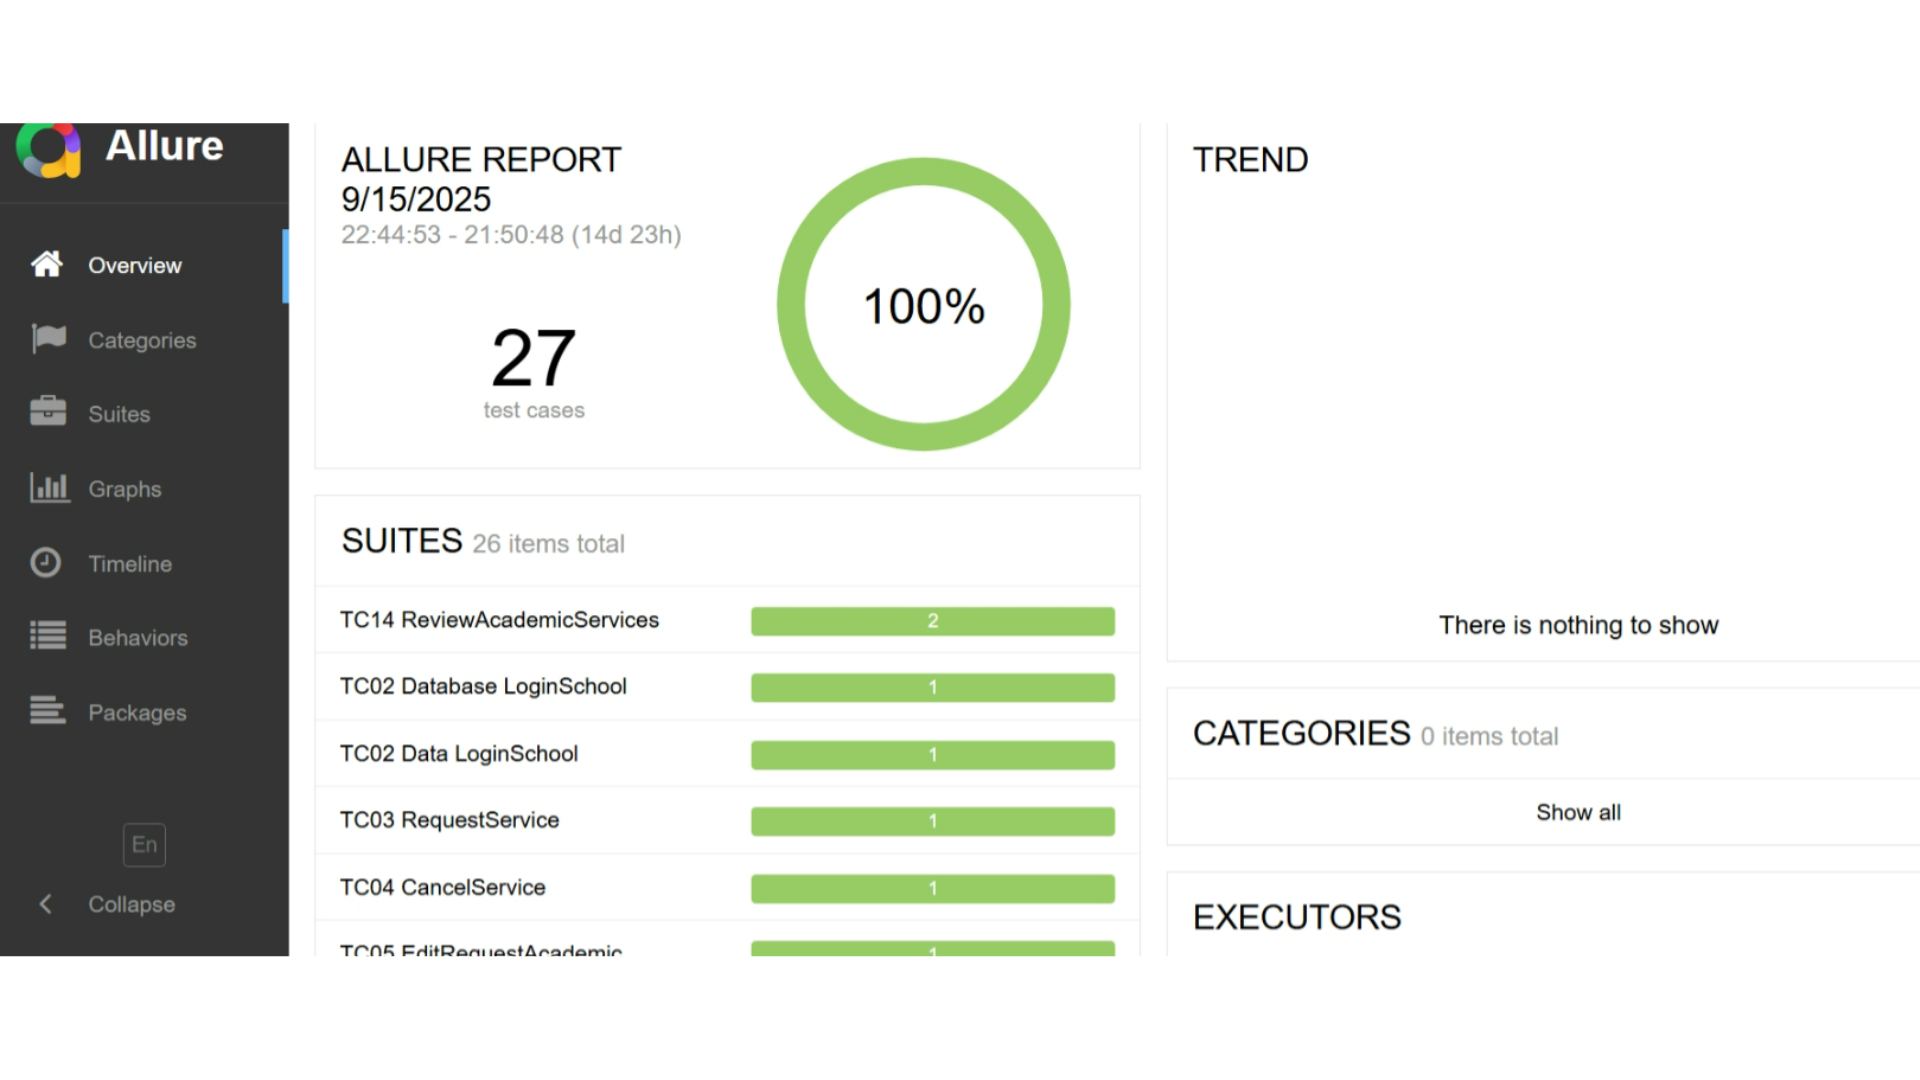 Allure
Overview
Categories
Suites
Graphs
Timeline
Behaviors
Packages
En
Collapse
ALLURE REPORT
9/15/2025
22:44:53 - 21:50:48 (14d 23h)
27
test cases
100%
SUITES 26 items total
TC14 ReviewAcademicServices 2
TC02 Database LoginSchool 1
TC02 Data LoginSchool 1
TC03 RequestService 1
TC04 CancelService 1
TC05 EditRequestAcademic 1
TREND
There is nothing to show
CATEGORIES 0 items total
Show all
EXECUTORS